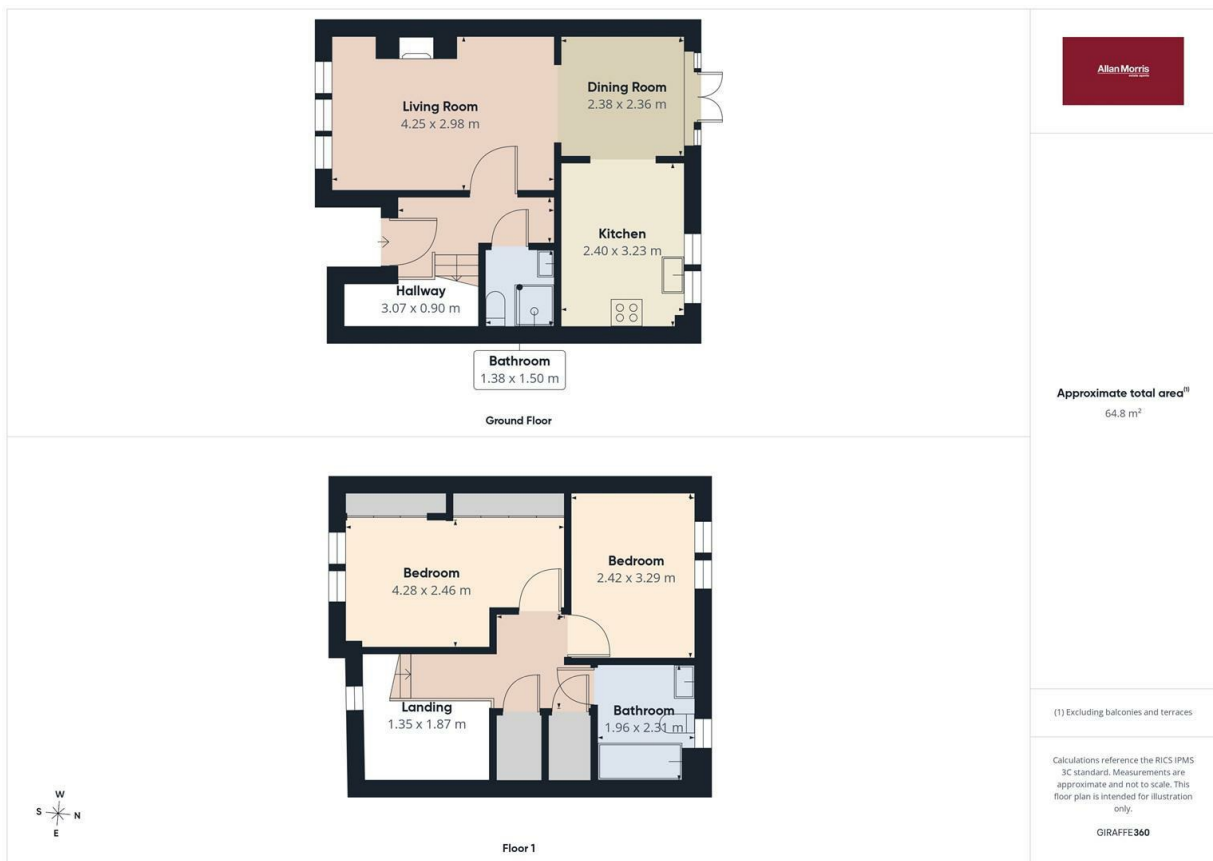 Living Room
4.25 x 2.98 m
Dining Room
2.38 x 2.36 m
Kitchen
2.40 x 3.23 m
Hallway
3.07 x 0.90 m
Bathroom
1.38 x 1.50 m
Ground Floor
Bedroom
4.28 x 2.46 m
Bedroom
2.42 x 3.29 m
Landing
1.35 x 1.87 m
Bathroom
1.96 x 2.31 m
W
S N
E
Floor 1
Allan Morris
estate agents
Approximate total area(1)
64.8 m²
(1) Excluding balconies and terraces
Calculations reference the RICS IPMS
3C standard. Measurements are
approximate and not to scale. This
floor plan is intended for illustration
only.
GIRAFFE360